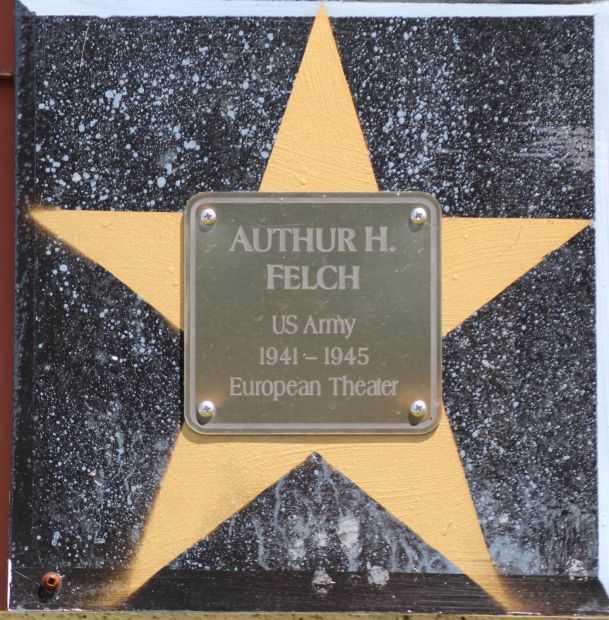 AUTHUR H.
FELCH
US Army
1941 – 1945
European Theater